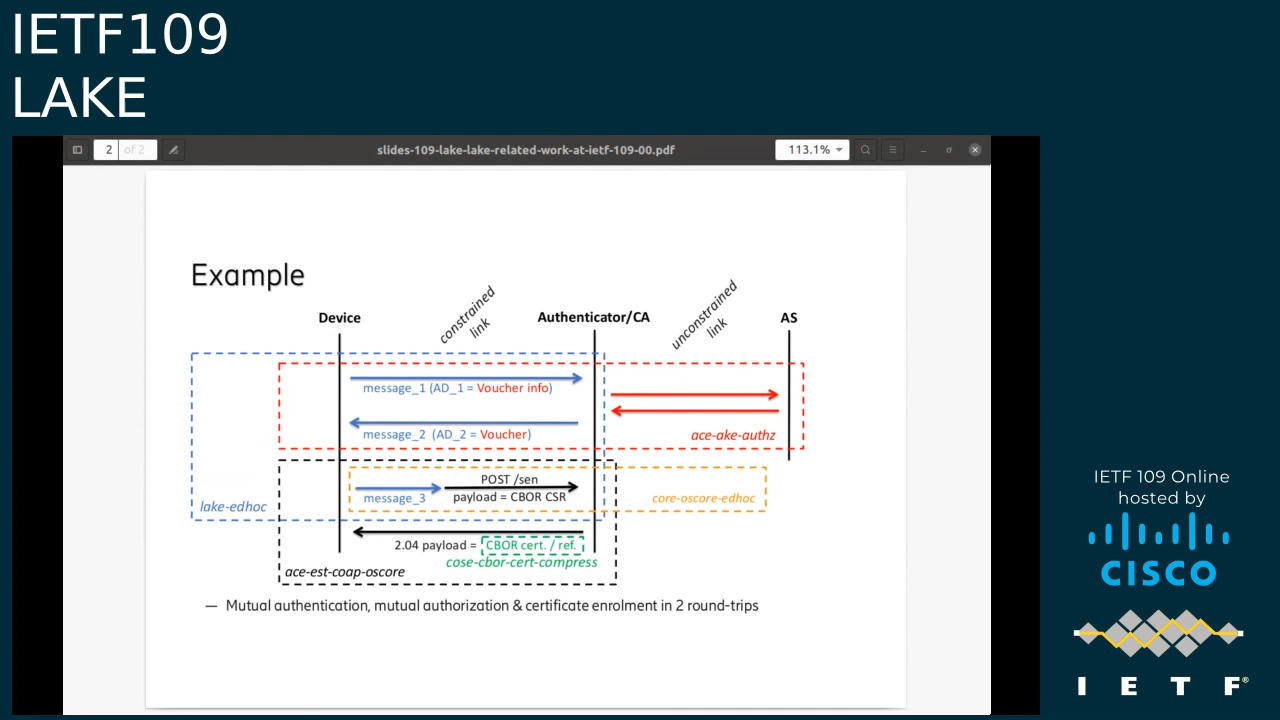 IETF109
LAKE
2 of 2
slides-109-lake-lake-related-work-at-ietf-109-00.pdf
113.1%
Example
constrained
link
unconstrained
link
Device
Authenticator/CA
AS
message_1 (AD_1 = Voucher info)
message_2 (AD_2 = Voucher)
ace-ake-authz
POST /sen
message_3
payload = CBOR CSR
core-oscore-edhoc
lake-edhoc
2.04 payload = CBOR cert. / ref.
cose-cbor-cert-compress
ace-est-coap-oscore
— Mutual authentication, mutual authorization & certificate enrolment in 2 round-trips
IETF 109 Online
hosted by
CISCO
I E T F®